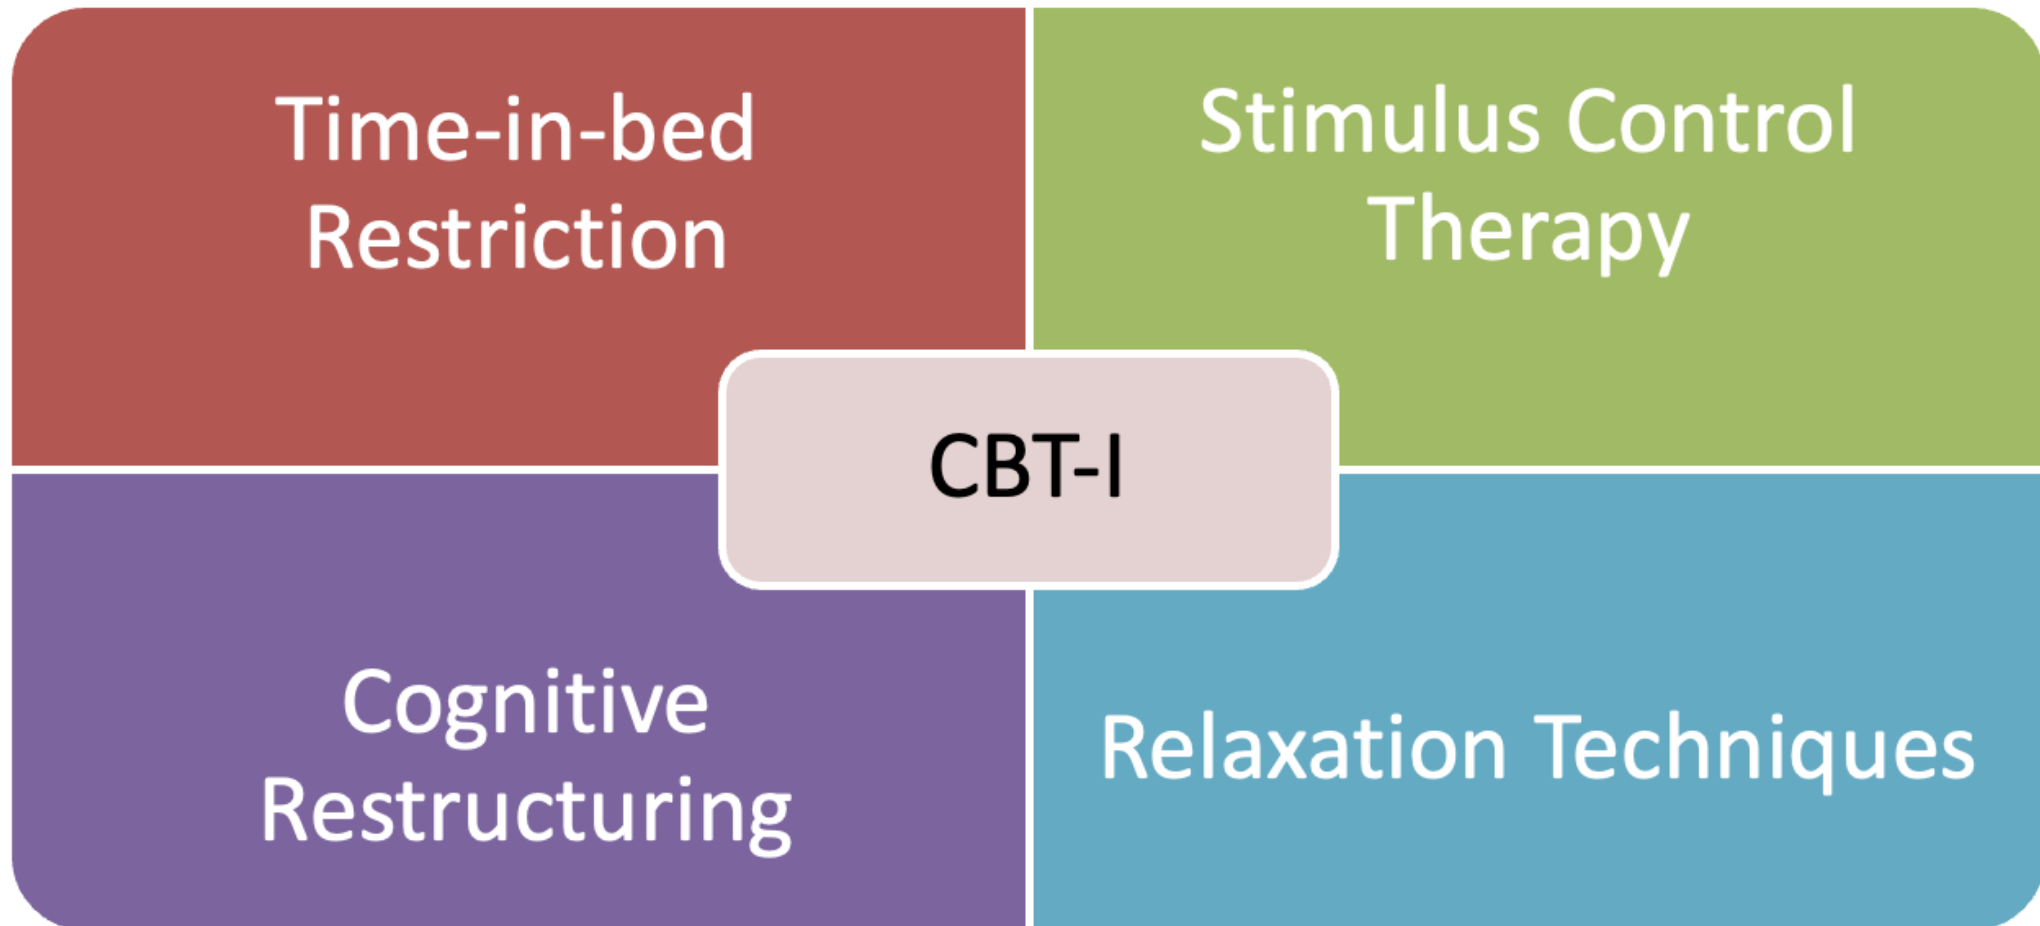 Time-in-bed
Restriction
Stimulus Control
Therapy
CBT-I
Cognitive
Restructuring
Relaxation Techniques